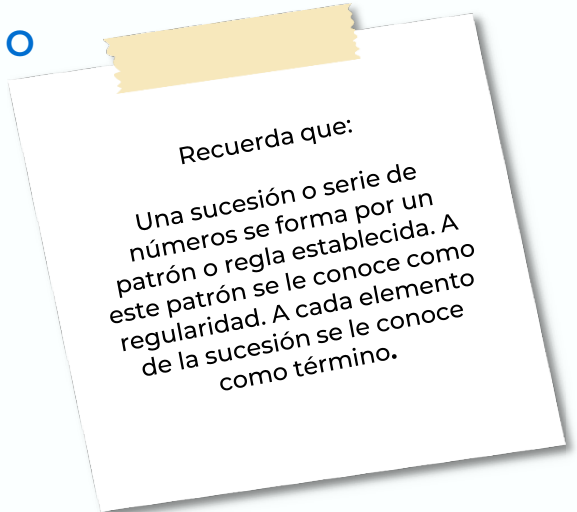 o
Recuerda que:
Una sucesión o serie de
números se forma por un
patrón o regla establecida. A
este patrón se le conoce como
regularidad. A cada elemento
de la sucesión se le conoce
como término.